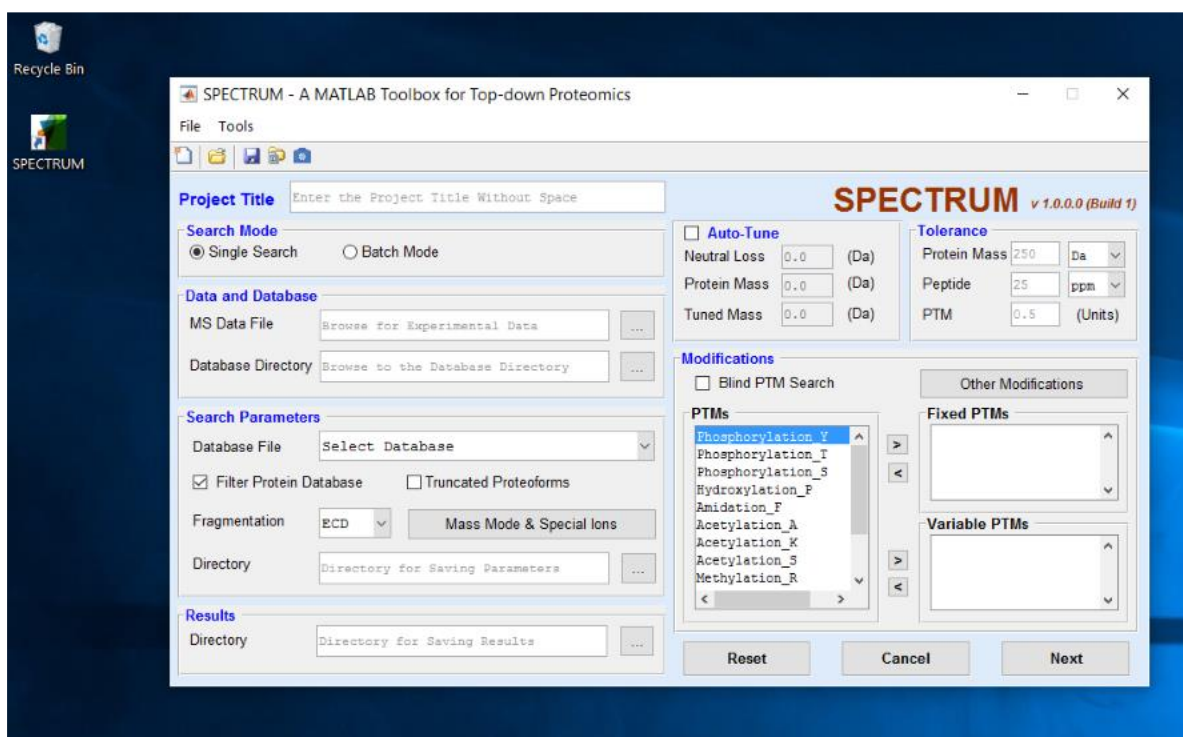 Recycle Bin
SPECTRUM
SPECTRUM - A MATLAB Toolbox for Top-down Proteomics
File Tools
Project Title Enter the Project Title Without Space
SPECTRUM v 1.0.0.0 (Build 1)
Search Mode
Single Search Batch Mode
Data and Database
MS Data File Browse for Experimental Data ...
Database Directory Browse to the Database Directory ...
Search Parameters
Database File Select Database
Filter Protein Database Truncated Proteoforms
Fragmentation ECD Mass Mode & Special Ions
Directory Directory for Saving Parameters ...
Results
Directory Directory for Saving Results ...
Auto-Tune
Neutral Loss 0.0 (Da)
Protein Mass 0.0 (Da)
Tuned Mass 0.0 (Da)
Tolerance
Protein Mass 250 Da
Peptide 25 ppm
PTM 0.5 (Units)
Modifications
Blind PTM Search Other Modifications
PTMs
Phosphorylation_Y
Phosphorylation_T
Phosphorylation_S
Hydroxylation_P
Amidation_F
Acetylation_A
Acetylation_K
Acetylation_S
Methylation_R
>
<
>
<
Fixed PTMs
Variable PTMs
Reset Cancel Next